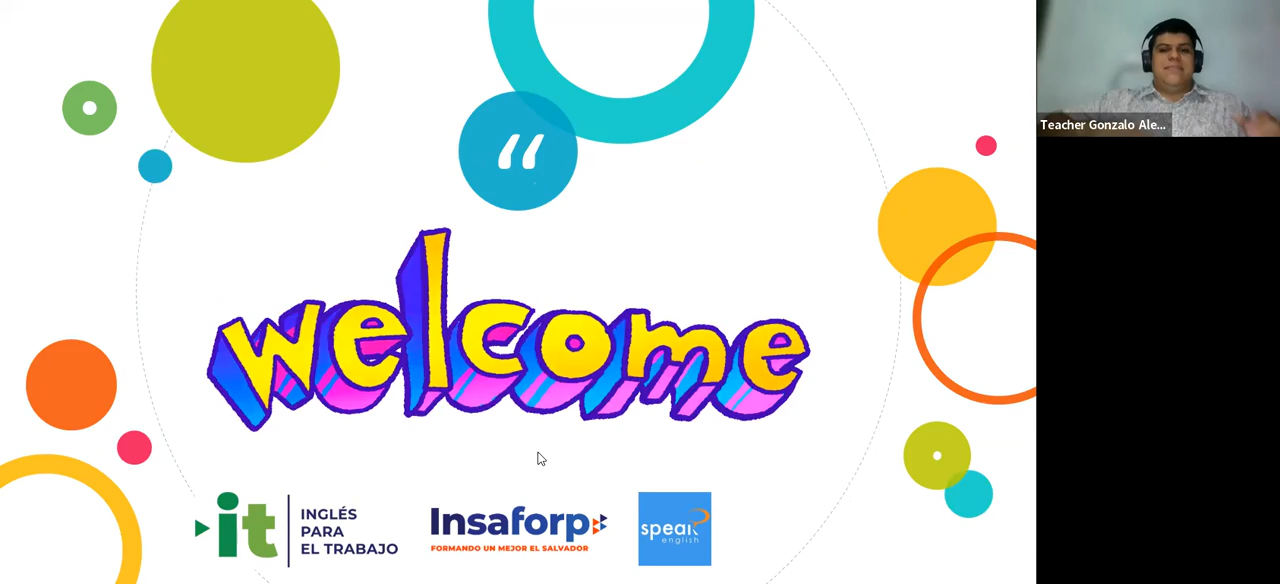 Teacher Gonzalo Ale...
“
welcome
it
INGLÉS
PARA
EL TRABAJO
Insaforp
FORMANDO UN MEJOR EL SALVADOR
speak
english